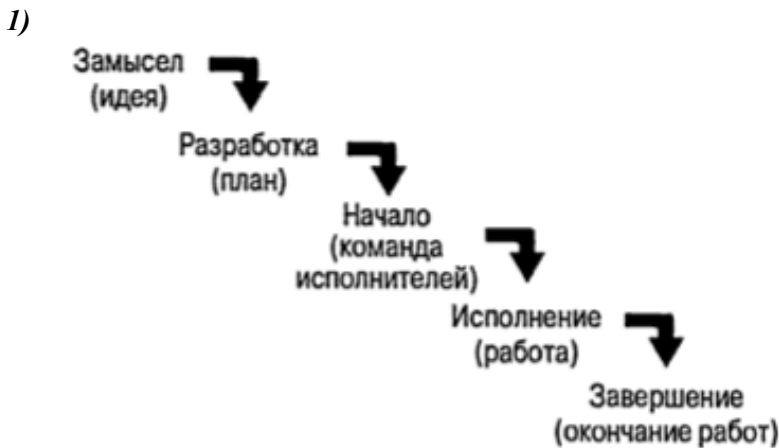 1)
Замысел
(идея)
Разработка
(план)
Начало
(команда
исполнителей)
Исполнение
(работа)
Завершение
(окончание работ)